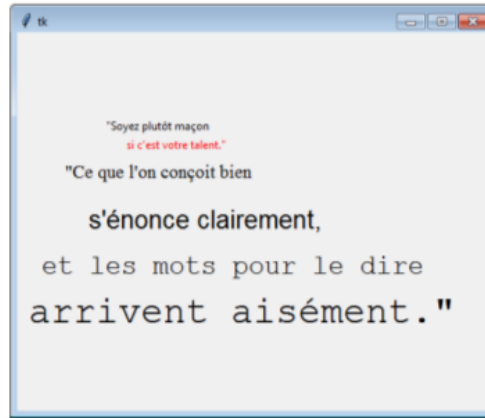 tk
"Soyez plutôt maçon
si c'est votre talent."
"Ce que l'on conçoit bien
s'énonce clairement,
et les mots pour le dire
arrivent aisément."